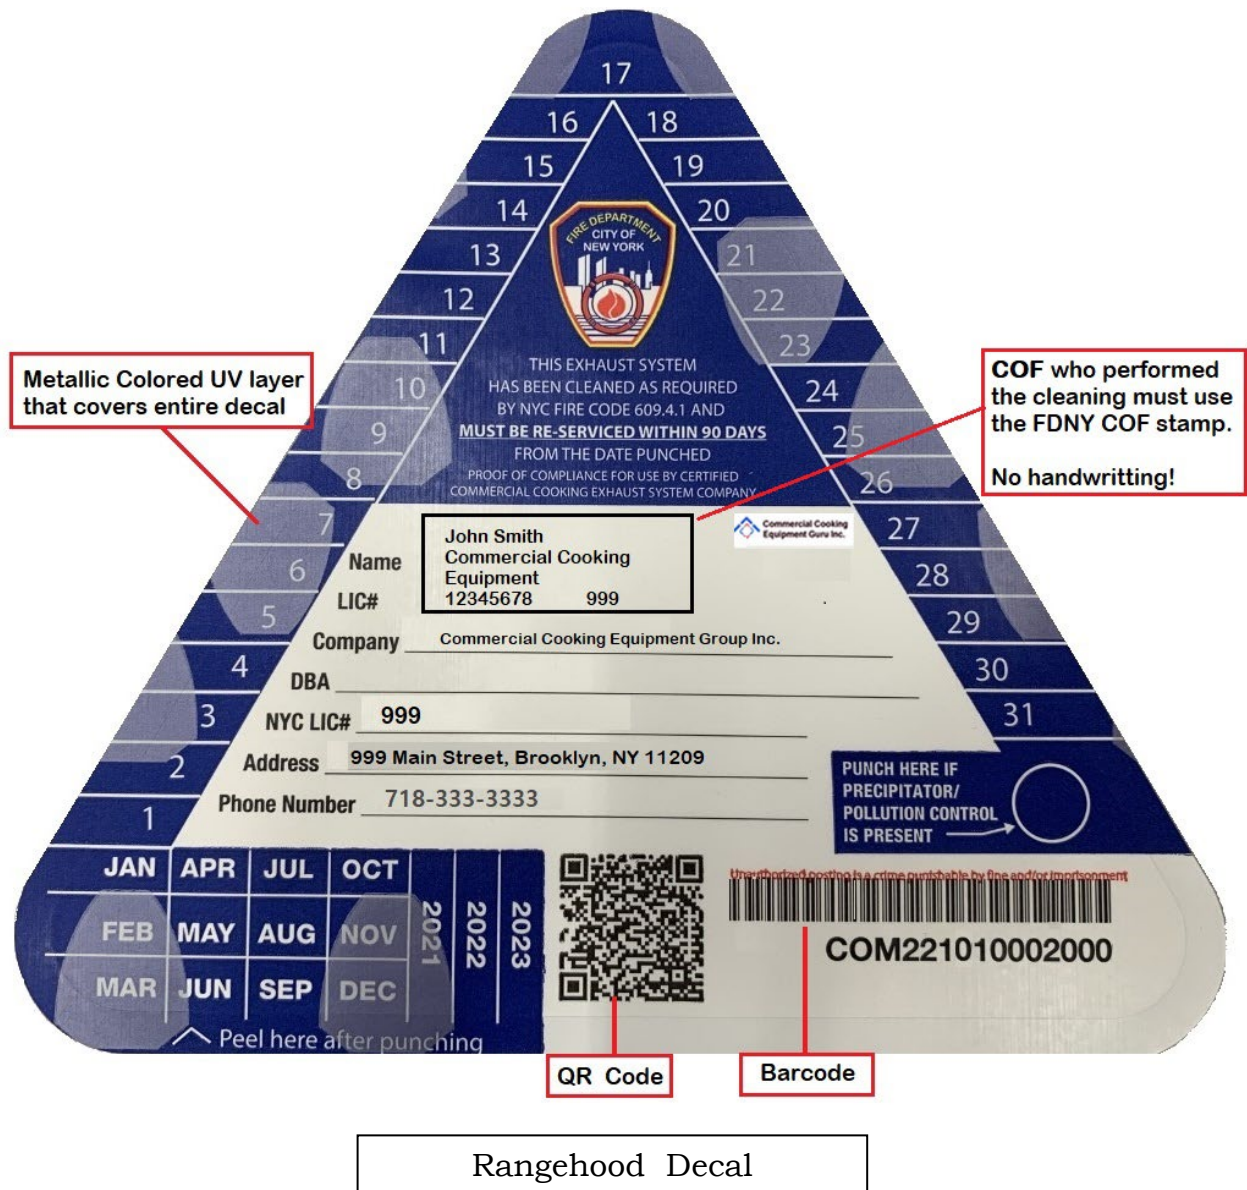 17
16 18
15 19
14 20
13 21
12 22
11 23
10 24
9 25
8 26
7 27
6 28
5 29
4 30
3 31
2
1
FIRE DEPARTMENT
CITY OF
NEW YORK
THIS EXHAUST SYSTEM
HAS BEEN CLEANED AS REQUIRED
BY NYC FIRE CODE 609.4.1 AND
MUST BE RE-SERVICED WITHIN 90 DAYS
FROM THE DATE PUNCHED
PROOF OF COMPLIANCE FOR USE BY CERTIFIED
COMMERCIAL COOKING EXHAUST SYSTEM COMPANY
Metallic Colored UV layer
that covers entire decal
COF who performed
the cleaning must use
the FDNY COF stamp.
No handwritting!
Commercial Cooking
Equipment Guru Inc.
Name John Smith
Commercial Cooking
Equipment
LIC# 12345678 999
Company Commercial Cooking Equipment Group Inc.
DBA
NYC LIC# 999
Address 999 Main Street, Brooklyn, NY 11209
Phone Number 718-333-3333
PUNCH HERE IF
PRECIPITATOR/
POLLUTION CONTROL
IS PRESENT
JAN APR JUL OCT
FEB MAY AUG NOV
MAR JUN SEP DEC
2021
2022
2023
Peel here after punching
Unauthorized posting is a crime punishable by fine and/or imortsonment
COM221010002000
QR Code
Barcode
Rangehood Decal